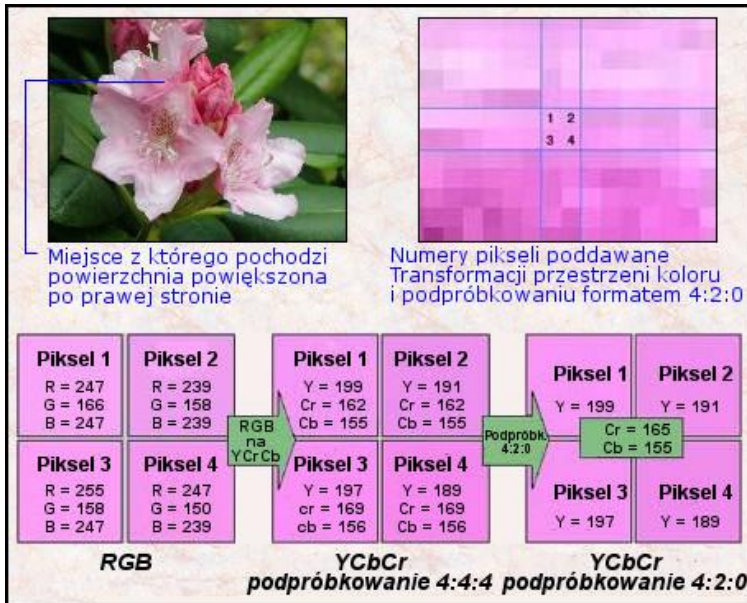 1 2
3 4
Miejsce z którego pochodzi
powierzchnia powiększona
po prawej stronie
Numery pikseli poddawane
Transformacji przestrzeni koloru
i podpróbkowaniu formatem 4:2:0
Piksel 1
R = 247
G = 166
B = 247
Piksel 2
R = 239
G = 158
B = 239
Piksel 3
R = 255
G = 158
B = 247
Piksel 4
R = 247
G = 150
B = 239
RGB
RGB
na
YCrCb
Piksel 1
Y = 199
Cr = 162
Cb = 155
Piksel 2
Y = 191
Cr = 162
Cb = 155
Piksel 3
Y = 197
cr = 169
cb = 156
Piksel 4
Y = 189
Cr = 169
Cb = 156
YCbCr
podpróbkowanie 4:4:4
Podpróbk.
4:2:0
Piksel 1
Y = 199
Piksel 2
Y = 191
Cr = 165
Cb = 155
Piksel 3
Y = 197
Piksel 4
Y = 189
YCbCr
podpróbkowanie 4:2:0